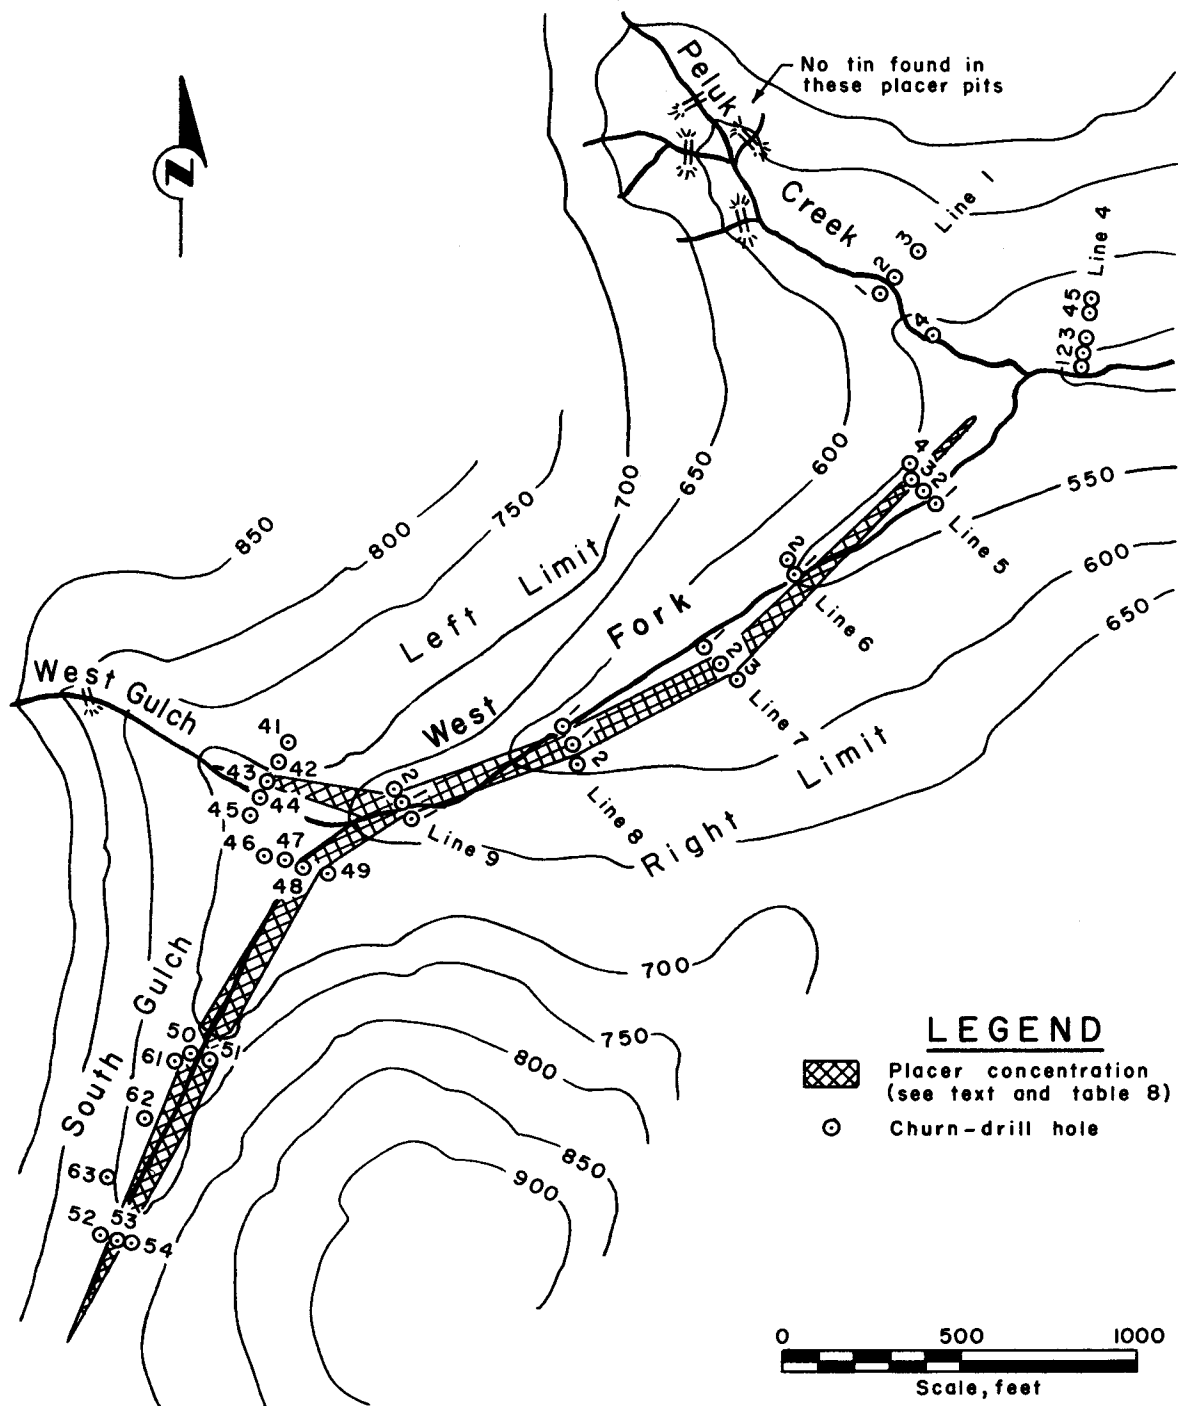 Peluk
Creek
No tin found in
these placer pits
Z
1
2
3
Line 1
4
1 2 3 4 5
Line 4
700
650
600
550
600
650
850
800
750
Left Limit
4
3
2
1
Line 5
2
1
Line 6
West Fork
1
2
3
Line 7
1
1
2
Line 8
Right Limit
West Gulch
41
42
43
44
45
46
47
48
49
2
1
1
Line 9
South Gulch
50
51
61
62
63
52
53
54
700
750
800
850
900
LEGEND
Placer concentration
(see text and table 8)
Churn-drill hole
0 500 1000
Scale, feet